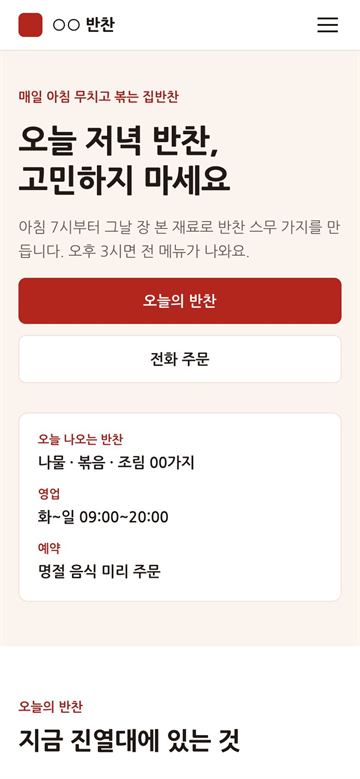 ○○ 반찬
매일 아침 무치고 볶는 집반찬
오늘 저녁 반찬,
고민하지 마세요
아침 7시부터 그날 장 본 재료로 반찬 스무 가지를 만
듭니다. 오후 3시면 전 메뉴가 나와요.
오늘의 반찬
전화 주문
오늘 나오는 반찬
나물 · 볶음 · 조림 00가지
영업
화~일 09:00~20:00
예약
명절 음식 미리 주문
오늘의 반찬
지금 진열대에 있는 것